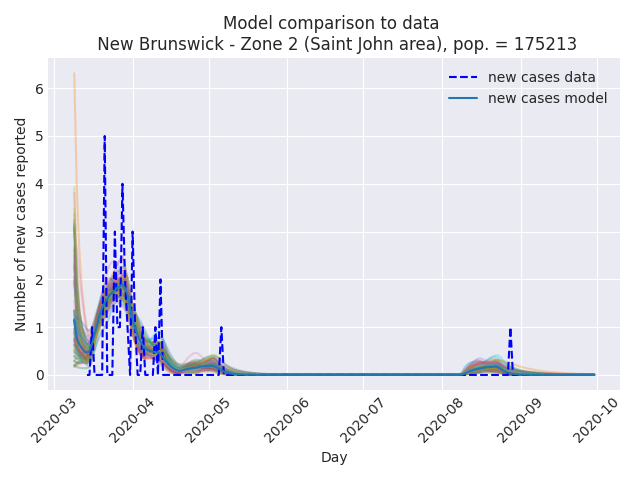 Model comparison to data
New Brunswick - Zone 2 (Saint John area), pop. = 175213
new cases data
new cases model
Number of new cases reported
6
5
4
3
2
1
0
2020-03
2020-04
2020-05
2020-06
2020-07
2020-08
2020-09
2020-10
Day